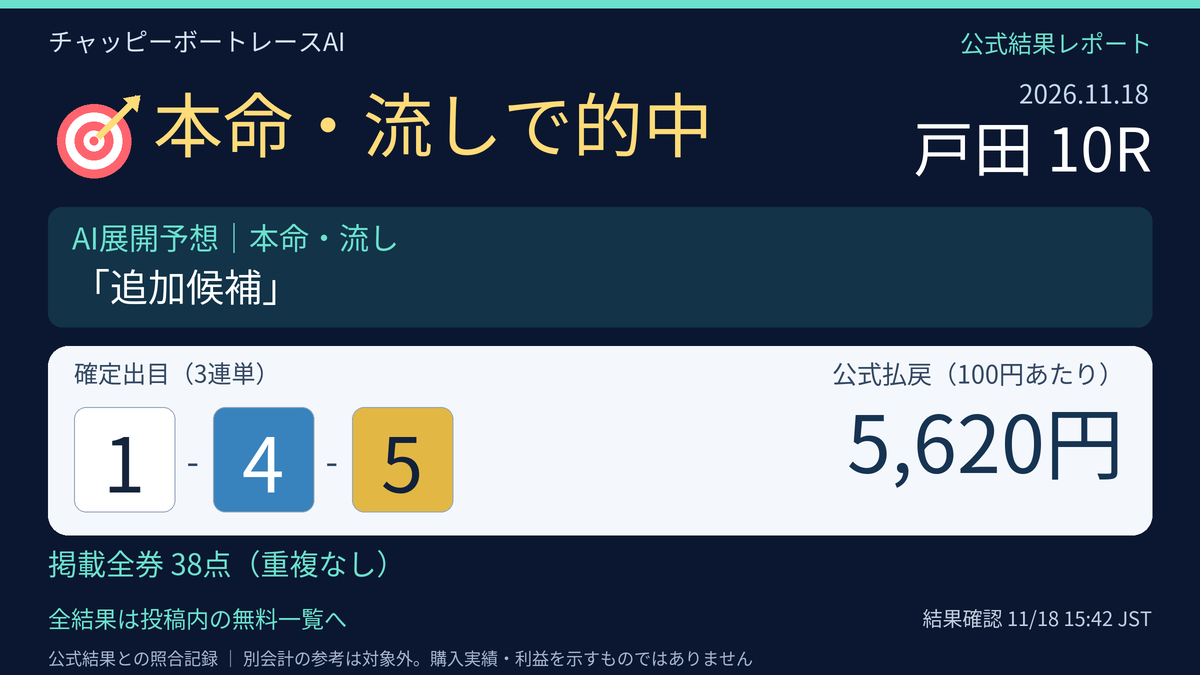 チャッピーボートレースAI
公式結果レポート
2026.11.18
本命・流しで的中
戸田 10R
AI展開予想｜本命・流し
「追加候補」
確定出目（3連単）
公式払戻（100円あたり）
1 - 4 - 5
5,620円
掲載全券 38点（重複なし）
全結果は投稿内の無料一覧へ
結果確認 11/18 15:42 JST
公式結果との照合記録 ｜ 別会計の参考は対象外。購入実績・利益を示すものではありません